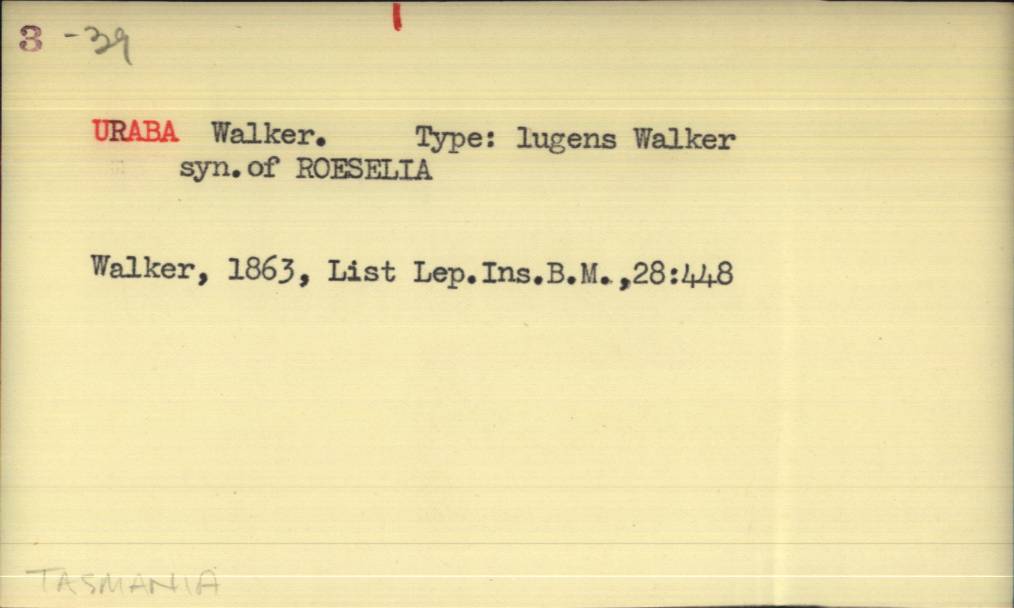 3 -39
URABA Walker. Type: lugens Walker
syn.of ROESELIA
Walker, 1863, List Lep.Ins.B.M.,28:448
TASMANIA